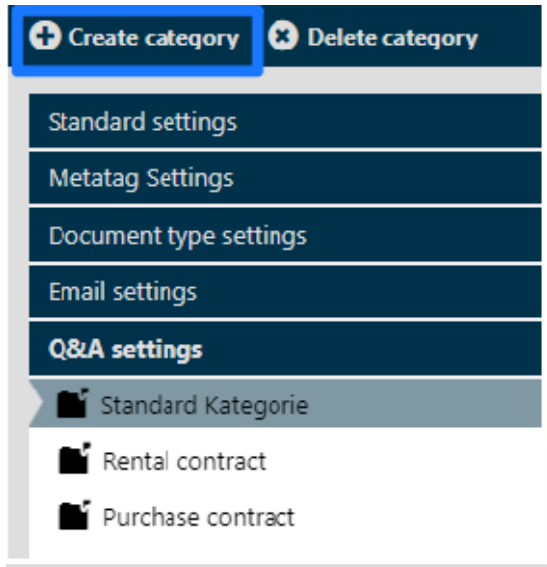 Create category Delete category
Standard settings
Metatag Settings
Document type settings
Email settings
Q&A settings
Standard Kategorie
Rental contract
Purchase contract